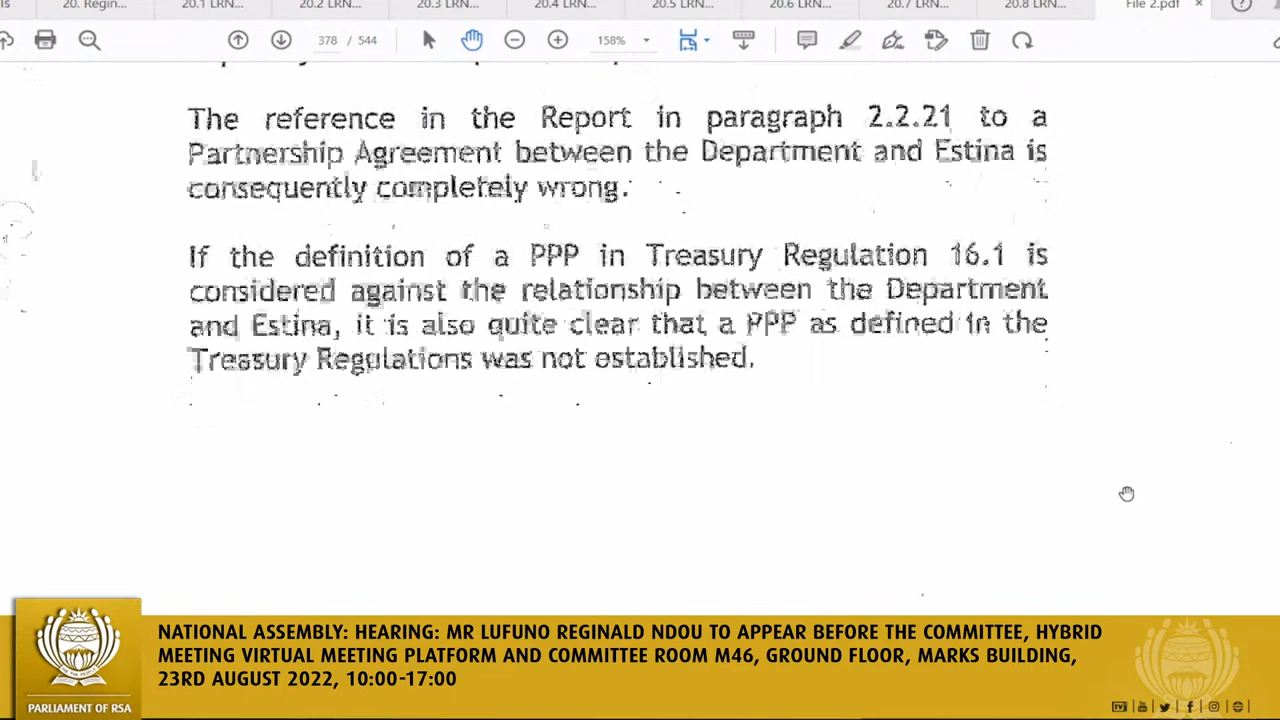 20. Regin... 20.1 LRN... 20.2 LRN... 20.3 LRN... 20.4 LRN... 20.5 LRN... 20.6 LRN... 20.7 LRN... 20.8 LRN... File 2.pdf ×
378 / 544 158%
The reference in the Report in paragraph 2.2.21 to a
Partnership Agreement between the Department and Estina is
consequently completely wrong.
If the definition of a PPP in Treasury Regulation 16.1 is
considered against the relationship between the Department
and Estina, it is also quite clear that a PPP as defined in the
Treasury Regulations was not established.
NATIONAL ASSEMBLY: HEARING: MR LUFUNO REGINALD NDOU TO APPEAR BEFORE THE COMMITTEE, HYBRID
MEETING VIRTUAL MEETING PLATFORM AND COMMITTEE ROOM M46, GROUND FLOOR, MARKS BUILDING,
23RD AUGUST 2022, 10:00-17:00
PARLIAMENT OF RSA